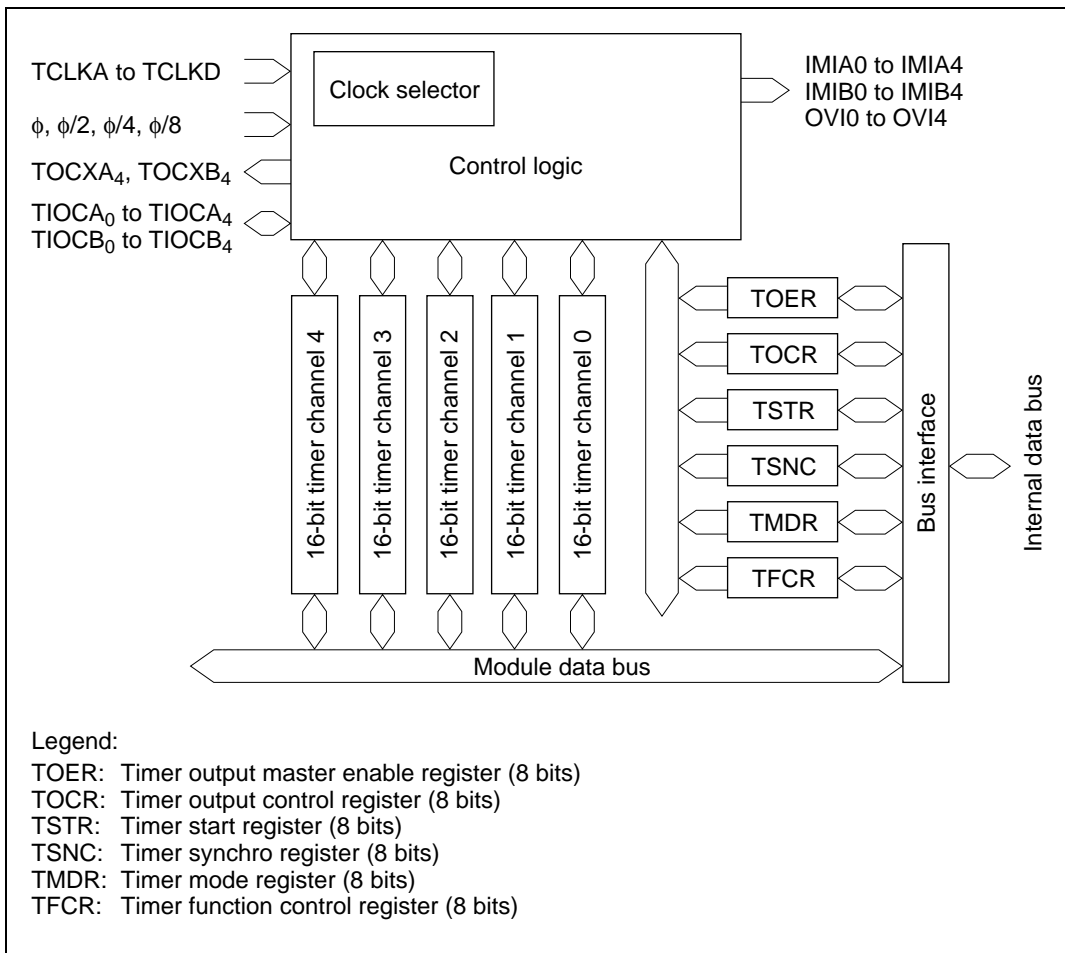 TCLKA to TCLKD
ϕ, ϕ/2, ϕ/4, ϕ/8
TOCXA₄, TOCXB₄
TIOCA₀ to TIOCA₄
TIOCB₀ to TIOCB₄
Clock selector
Control logic
IMIA0 to IMIA4
IMIB0 to IMIB4
OVI0 to OVI4
16-bit timer channel 4
16-bit timer channel 3
16-bit timer channel 2
16-bit timer channel 1
16-bit timer channel 0
TOER
TOCR
TSTR
TSNC
TMDR
TFCR
Bus interface
Internal data bus
Module data bus
Legend:
TOER: Timer output master enable register (8 bits)
TOCR: Timer output control register (8 bits)
TSTR: Timer start register (8 bits)
TSNC: Timer synchro register (8 bits)
TMDR: Timer mode register (8 bits)
TFCR: Timer function control register (8 bits)